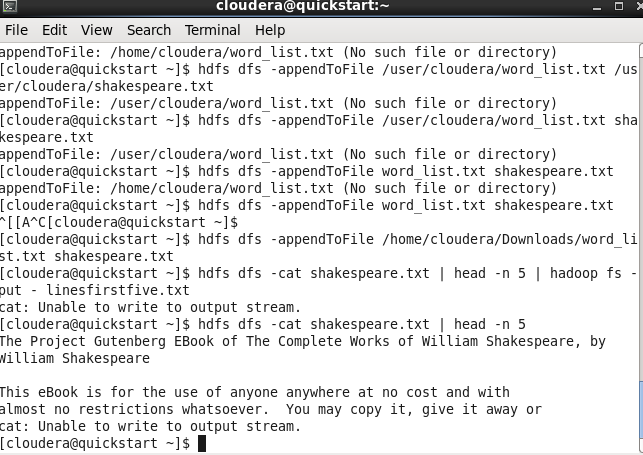 cloudera@quickstart:~
File Edit View Search Terminal Help
appendToFile: /home/cloudera/word_list.txt (No such file or directory)
[cloudera@quickstart ~]$ hdfs dfs -appendToFile /user/cloudera/word_list.txt /us
er/cloudera/shakespeare.txt
appendToFile: /user/cloudera/word_list.txt (No such file or directory)
[cloudera@quickstart ~]$ hdfs dfs -appendToFile /user/cloudera/word_list.txt sha
kespeare.txt
appendToFile: /user/cloudera/word_list.txt (No such file or directory)
[cloudera@quickstart ~]$ hdfs dfs -appendToFile word_list.txt shakespeare.txt
appendToFile: /home/cloudera/word_list.txt (No such file or directory)
[cloudera@quickstart ~]$ hdfs dfs -appendToFile word_list.txt shakespeare.txt
^[[A^C[cloudera@quickstart ~]$
[cloudera@quickstart ~]$ hdfs dfs -appendToFile /home/cloudera/Downloads/word_li
st.txt shakespeare.txt
[cloudera@quickstart ~]$ hdfs dfs -cat shakespeare.txt | head -n 5 | hadoop fs -
put - linesfirstfive.txt
cat: Unable to write to output stream.
[cloudera@quickstart ~]$ hdfs dfs -cat shakespeare.txt | head -n 5
The Project Gutenberg EBook of The Complete Works of William Shakespeare, by
William Shakespeare
This eBook is for the use of anyone anywhere at no cost and with
almost no restrictions whatsoever.  You may copy it, give it away or
cat: Unable to write to output stream.
[cloudera@quickstart ~]$